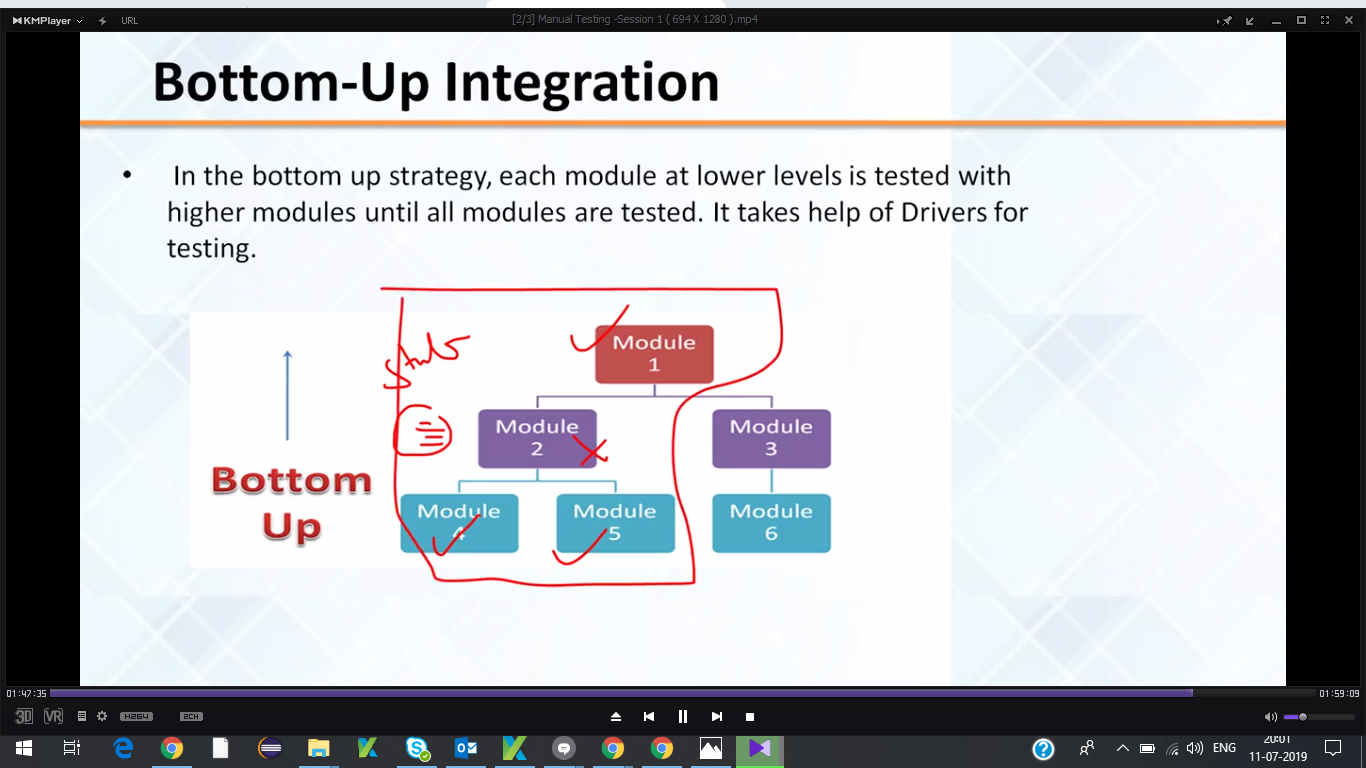 KMPlayer
URL
[2/3] Manual Testing -Session 1 ( 694 X 1280 ).mp4
Bottom-Up Integration
• In the bottom up strategy, each module at lower levels is tested with
higher modules until all modules are tested. It takes help of Drivers for
testing.
Module
1
Module
2
Module
3
Bottom
Up
Module
4
Module
5
Module
6
01:47:35
01:59:09
3D VR H264 2CH
ENG
20:01
11-07-2019